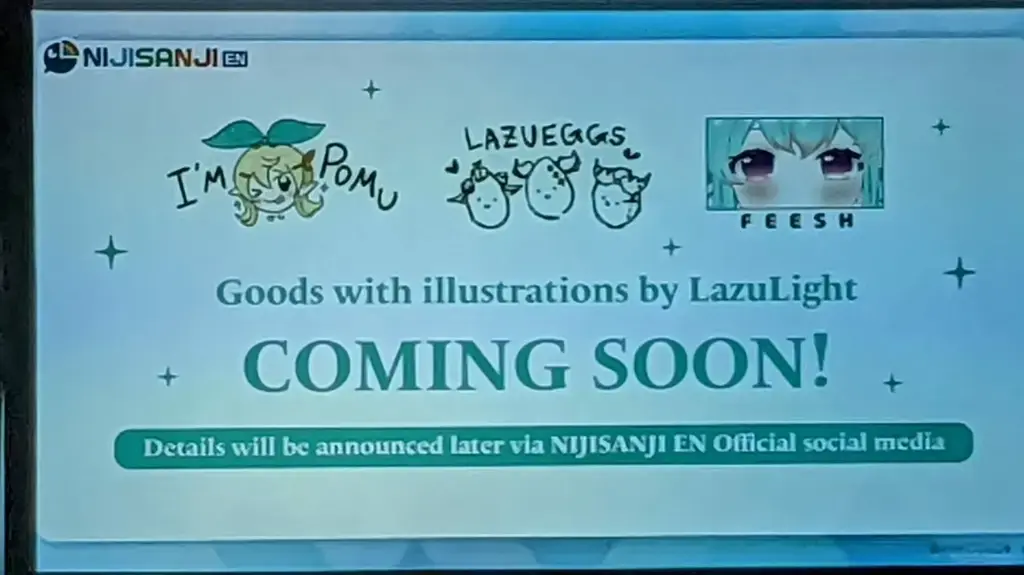 NIJISANJI EN
I'M POMU
LAZUEGGS
FEESH
Goods with illustrations by LazuLight
COMING SOON!
Details will be announced later via NIJISANJI EN Official social media